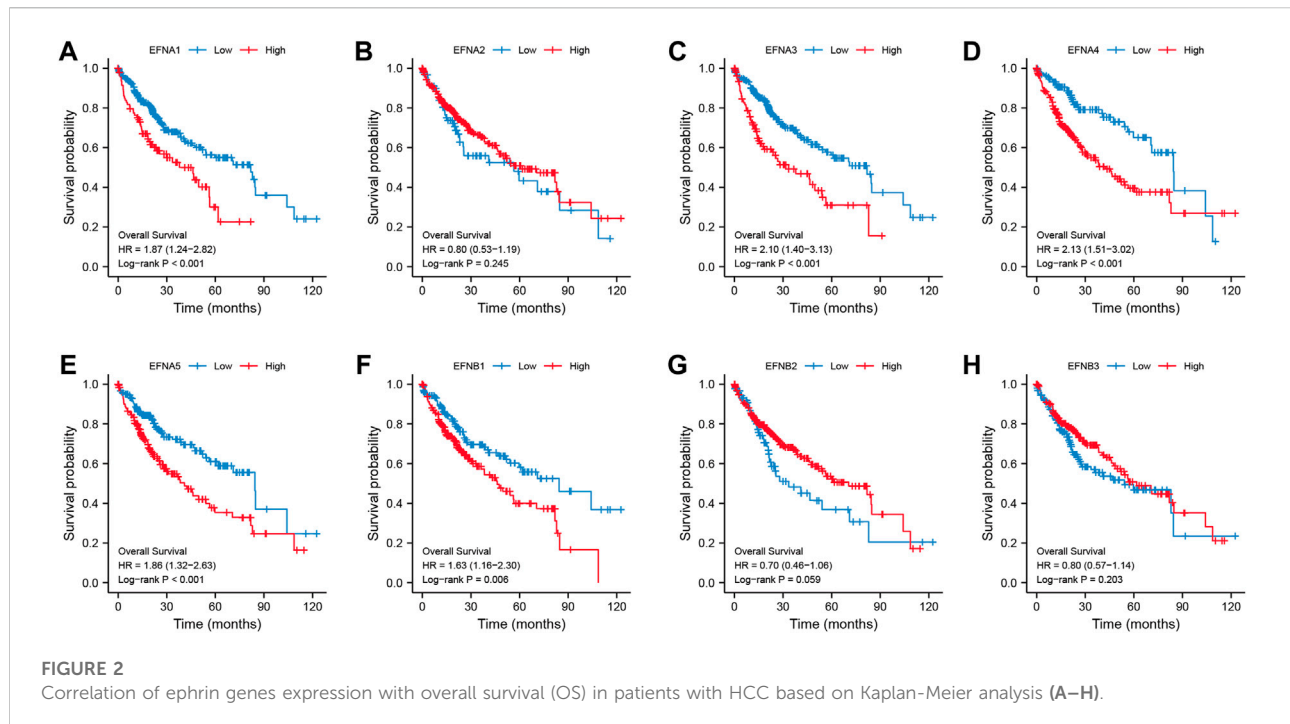 A
EFNA1 Low High
Survival probability
1.0
0.8
0.6
0.4
0.2
0.0
Overall Survival
HR = 1.87 (1.24−2.82)
Log−rank P < 0.001
0 30 60 90 120
Time (months)
B
EFNA2 Low High
Survival probability
1.0
0.8
0.6
0.4
0.2
0.0
Overall Survival
HR = 0.80 (0.53−1.19)
Log−rank P = 0.245
0 30 60 90 120
Time (months)
C
EFNA3 Low High
Survival probability
1.0
0.8
0.6
0.4
0.2
0.0
Overall Survival
HR = 2.10 (1.40−3.13)
Log−rank P < 0.001
0 30 60 90 120
Time (months)
D
EFNA4 Low High
Survival probability
1.0
0.8
0.6
0.4
0.2
0.0
Overall Survival
HR = 2.13 (1.51−3.02)
Log−rank P < 0.001
0 30 60 90 120
Time (months)
E
EFNA5 Low High
Survival probability
1.0
0.8
0.6
0.4
0.2
0.0
Overall Survival
HR = 1.86 (1.32−2.63)
Log−rank P < 0.001
0 30 60 90 120
Time (months)
F
EFNB1 Low High
Survival probability
1.0
0.8
0.6
0.4
0.2
0.0
Overall Survival
HR = 1.63 (1.16−2.30)
Log−rank P = 0.006
0 30 60 90 120
Time (months)
G
EFNB2 Low High
Survival probability
1.0
0.8
0.6
0.4
0.2
0.0
Overall Survival
HR = 0.70 (0.46−1.06)
Log−rank P = 0.059
0 30 60 90 120
Time (months)
H
EFNB3 Low High
Survival probability
1.0
0.8
0.6
0.4
0.2
0.0
Overall Survival
HR = 0.80 (0.57−1.14)
Log−rank P = 0.203
0 30 60 90 120
Time (months)
FIGURE 2
Correlation of ephrin genes expression with overall survival (OS) in patients with HCC based on Kaplan-Meier analysis (A–H).